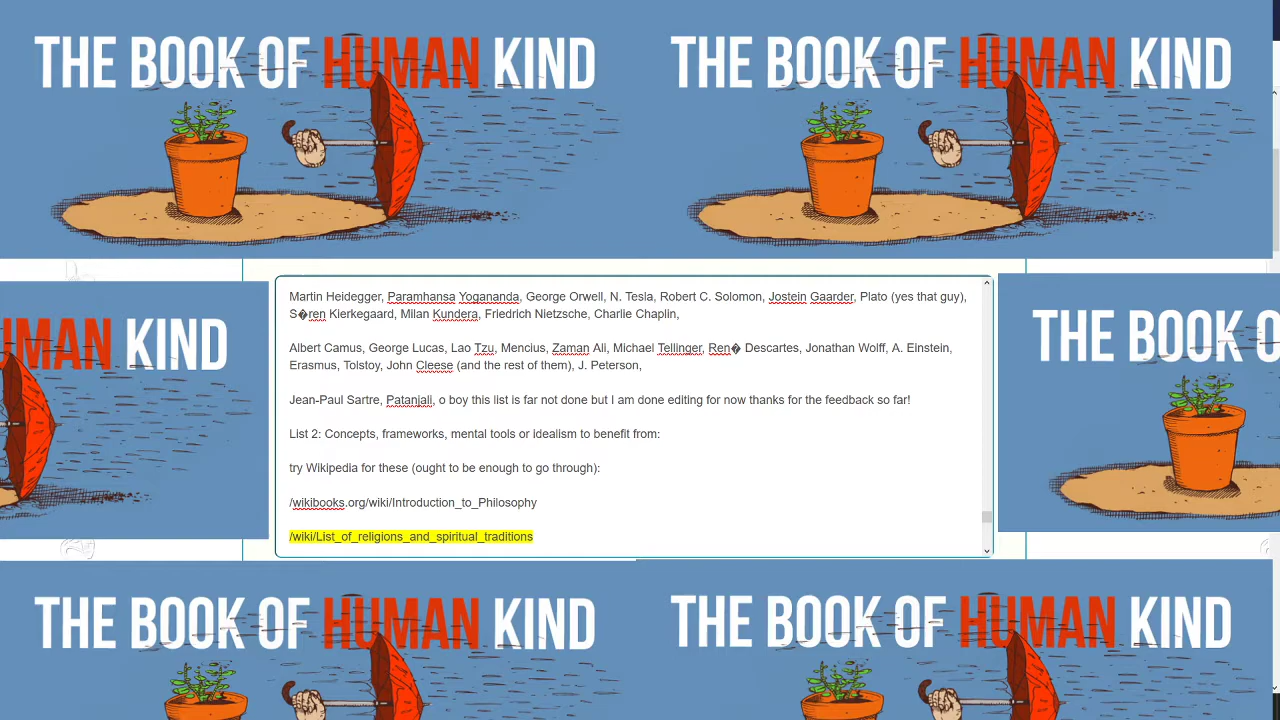 THE BOOK OF HUMAN KIND
THE BOOK OF HUMAN KIND
Martin Heidegger, Paramhansa Yogananda, George Orwell, N. Tesla, Robert C. Solomon, Jostein Gaarder, Plato (yes that guy),
S�ren Kierkegaard, Milan Kundera, Friedrich Nietzsche, Charlie Chaplin,
Albert Camus, George Lucas, Lao Tzu, Mencius, Zaman Ali, Michael Tellinger, Ren� Descartes, Jonathan Wolff, A. Einstein,
Erasmus, Tolstoy, John Cleese (and the rest of them), J. Peterson,
Jean-Paul Sartre, Patanjali, o boy this list is far not done but I am done editing for now thanks for the feedback so far!
List 2: Concepts, frameworks, mental tools or idealism to benefit from:
try Wikipedia for these (ought to be enough to go through):
/wikibooks.org/wiki/Introduction_to_Philosophy
/wiki/List_of_religions_and_spiritual_traditions
MAN KIND
THE BOOK O
THE BOOK OF HUMAN KIND
THE BOOK OF HUMAN KIND